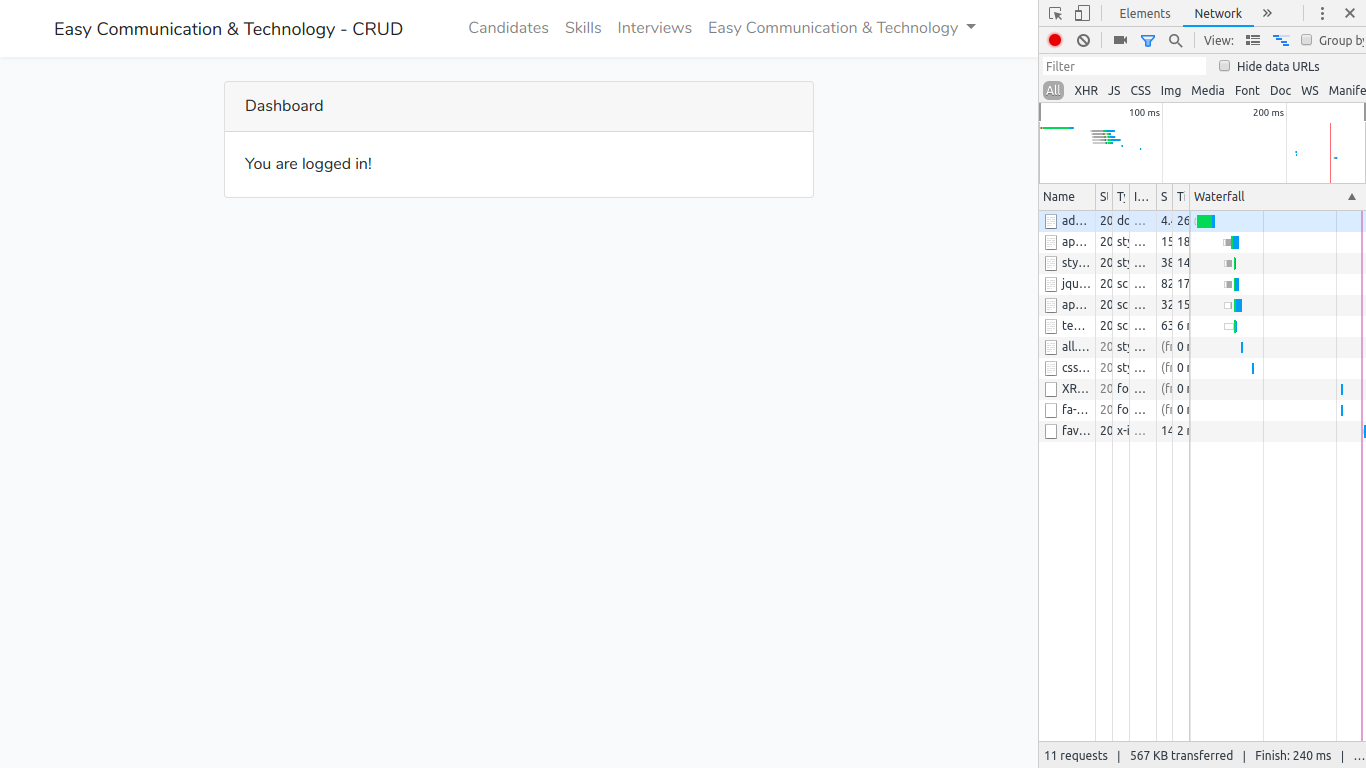 Easy Communication & Technology - CRUD
Candidates Skills Interviews Easy Communication & Technology
Dashboard
You are logged in!
Elements Network
View: Group by
Filter Hide data URLs
All XHR JS CSS Img Media Font Doc WS Manife
100 ms 200 ms
Name I... S Waterfall
ad... 20 do ... 4. 26
ap... 20 sty ... 15 18
sty... 20 sty ... 38 14
jqu... 20 sc ... 82 17
ap... 20 sc ... 32 15
te... 20 sc ... 63 6
all.... 20 sty ... (fr 0
css... 20 sty ... (fr 0
XR... 20 fo ... (fr 0
fa-... 20 fo ... (fr 0
fav... 20 x-i ... 14 2
11 requests | 567 KB transferred | Finish: 240 ms | ...